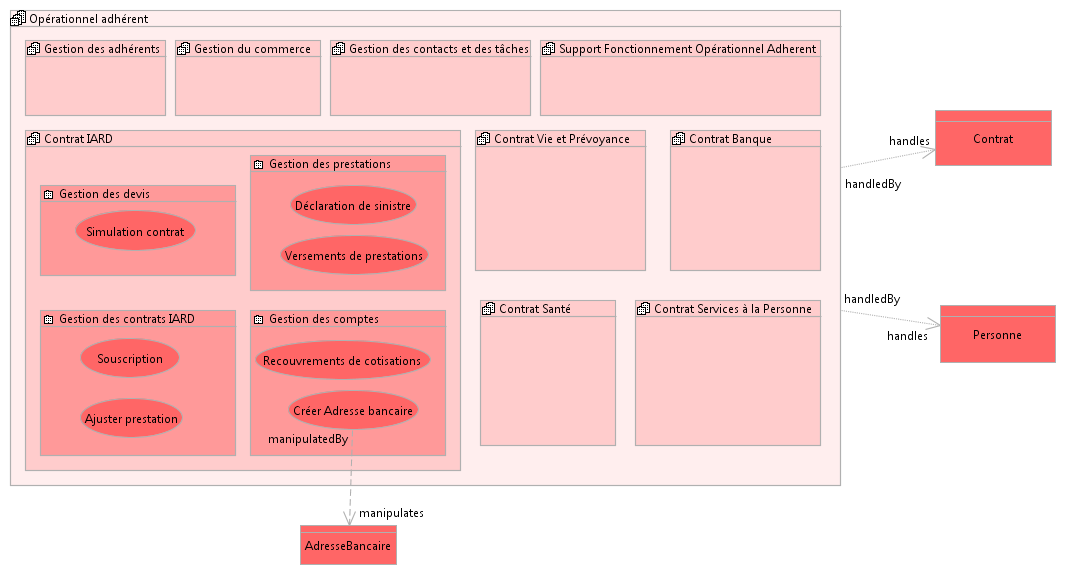 Opérationnel adhérent
Gestion des adhérents
Gestion du commerce
Gestion des contacts et des tâches
Support Fonctionnement Opérationnel Adherent
Contrat IARD
Contrat Vie et Prévoyance
Contrat Banque
handles
Contrat
handledBy
Gestion des prestations
Gestion des devis
Déclaration de sinistre
Simulation contrat
Versements de prestations
Gestion des contrats IARD
Gestion des comptes
Contrat Santé
Contrat Services à la Personne
handledBy
handles
Personne
Souscription
Recouvrements de cotisations
Ajuster prestation
Créer Adresse bancaire
manipulatedBy
manipulates
AdresseBancaire